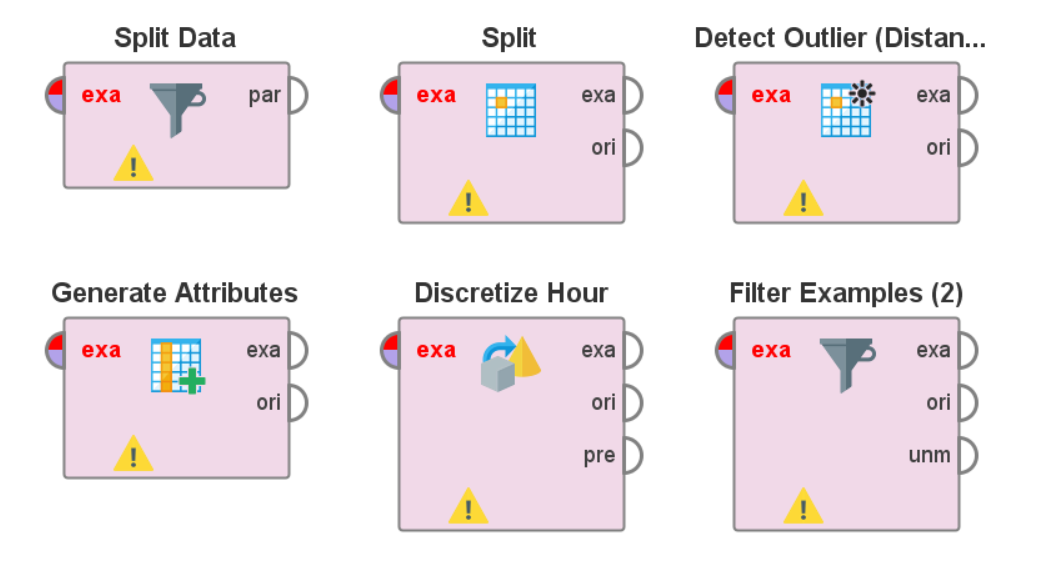 Split Data
exa par
Split
exa exa
ori
Detect Outlier (Distan...
exa exa
ori
Generate Attributes
exa exa
ori
Discretize Hour
exa exa
ori
pre
Filter Examples (2)
exa exa
ori
unm